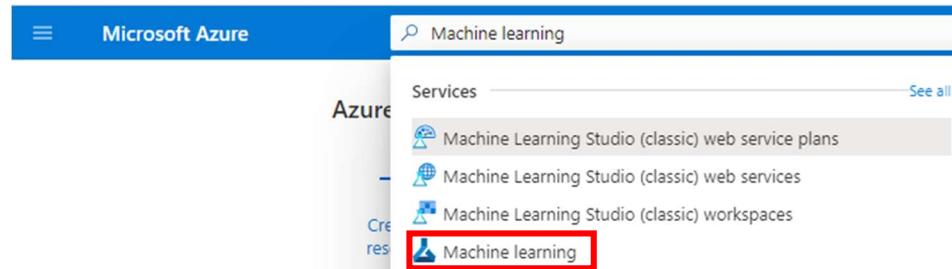 Microsoft Azure
Machine learning
Services
See all
Azure
Machine Learning Studio (classic) web service plans
Machine Learning Studio (classic) web services
Machine Learning Studio (classic) workspaces
Cre
res
Machine learning